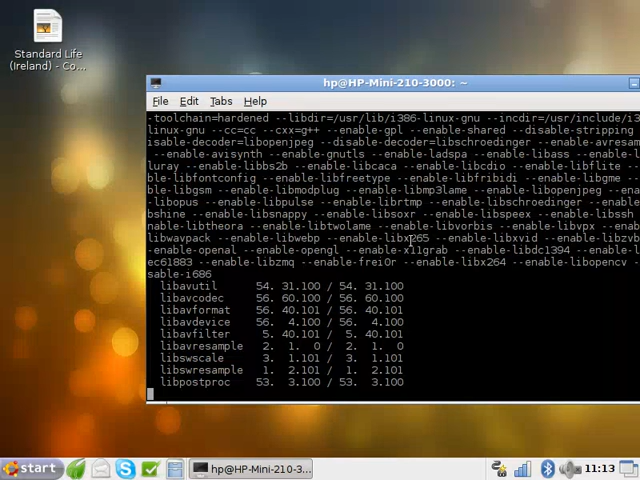 Standard Life
(Ireland) - Co...
hp@HP-Mini-210-3000: ~
File Edit Tabs Help
-toolchain=hardened --libdir=/usr/lib/i386-linux-gnu --incdir=/usr/include/i3
linux-gnu --cc=cc --cxx=g++ --enable-gpl --enable-shared --disable-stripping
isable-decoder=libopenjpeg --disable-decoder=libschroedinger --enable-avresam
--enable-avisynth --enable-gnutls --enable-ladspa --enable-libass --enable-l
luray --enable-libbs2b --enable-libcaca --enable-libcdio --enable-libflite --
ble-libfontconfig --enable-libfreetype --enable-libfribidi --enable-libgme --
ble-libgsm --enable-libmodplug --enable-libmp3lame --enable-libopenjpeg --ena
-libopus --enable-libpulse --enable-librtmp --enable-libschroedinger --enable
bshine --enable-libsnappy --enable-libsoxr --enable-libspeex --enable-libssh
nable-libtheora --enable-libtwolame --enable-libvorbis --enable-libvpx --enab
libwavpack --enable-libwebp --enable-libx265 --enable-libxvid --enable-libzvb
-enable-openal --enable-opengl --enable-x11grab --enable-libdc1394 --enable-l
ec61883 --enable-libzmq --enable-frei0r --enable-libx264 --enable-libopencv -
sable-i686
libavutil 54. 31.100 / 54. 31.100
libavcodec 56. 60.100 / 56. 60.100
libavformat 56. 40.101 / 56. 40.101
libavdevice 56. 4.100 / 56. 4.100
libavfilter 5. 40.101 / 5. 40.101
libavresample 2. 1. 0 / 2. 1. 0
libswscale 3. 1.101 / 3. 1.101
libswresample 1. 2.101 / 1. 2.101
libpostproc 53. 3.100 / 53. 3.100
start hp@HP-Mini-210-3... 11:13